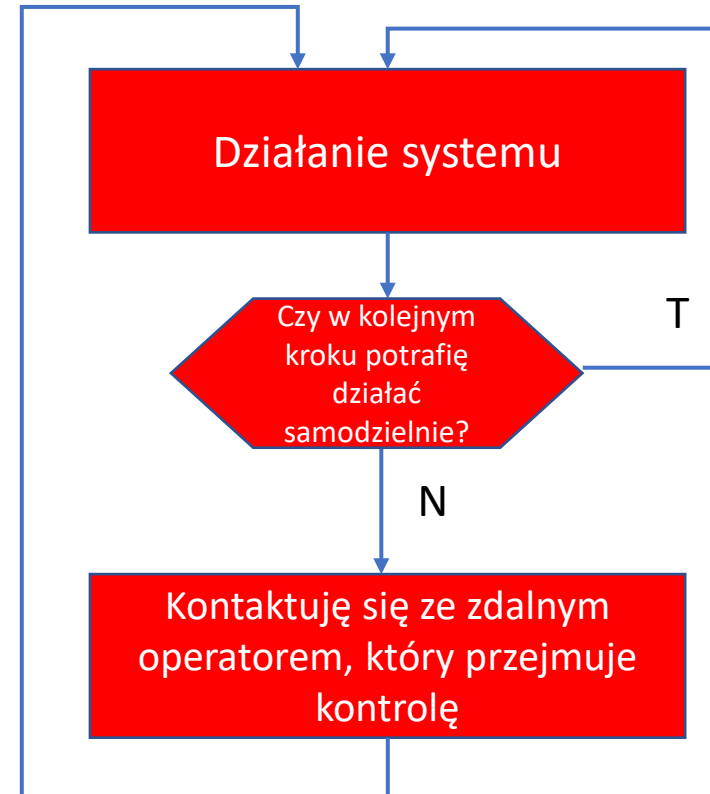 Działanie systemu
Czy w kolejnym
kroku potrafię
działać
samodzielnie?
T
N
Kontaktuję się ze zdalnym
operatorem, który przejmuje
kontrolę